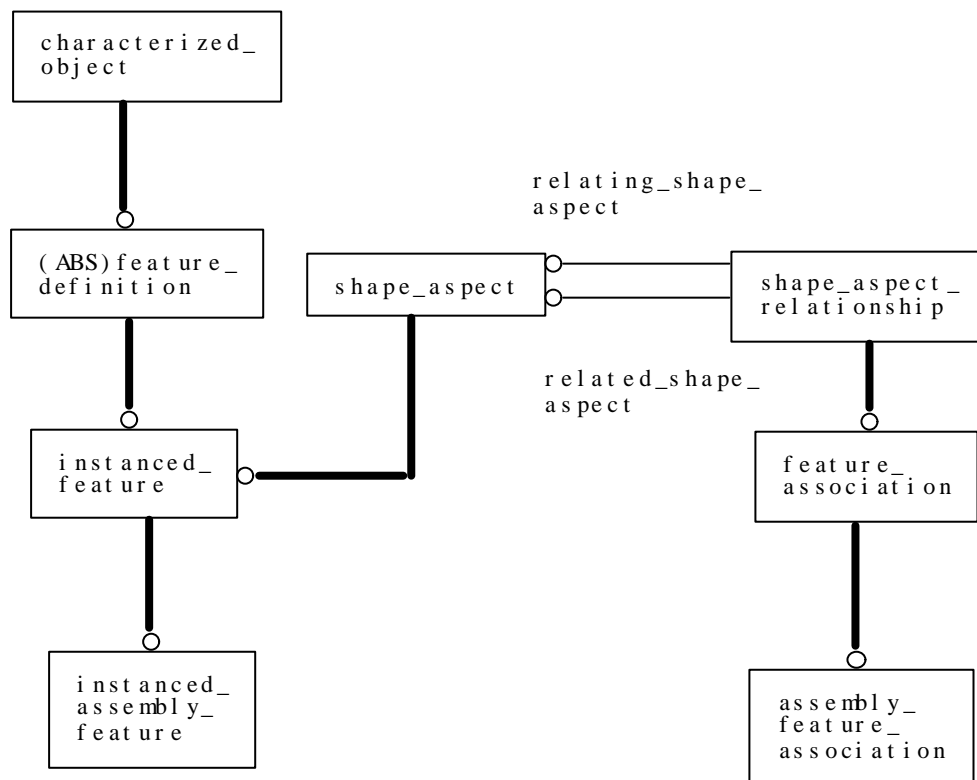 characterized_
object
relating_shape_
aspect
(ABS)feature_
definition
shape_aspect
shape_aspect_
relationship
related_shape_
aspect
instanced_
feature
feature_
association
instanced_
assembly_
feature
assembly_
feature_
association